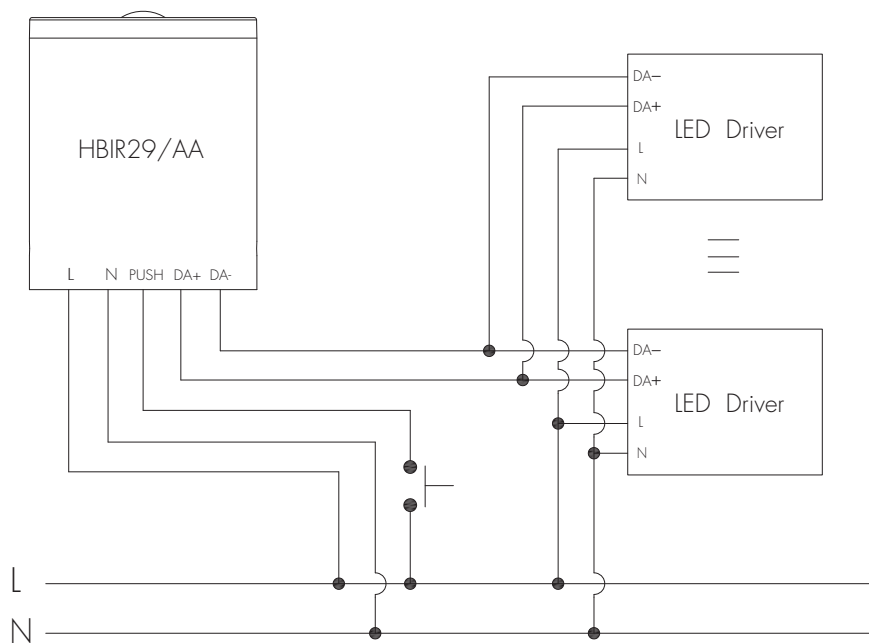 HBIR29/AA
L N PUSH DA+ DA-
DA−
DA+
L
N
LED Driver
DA−
DA+
L
N
LED Driver
L
N